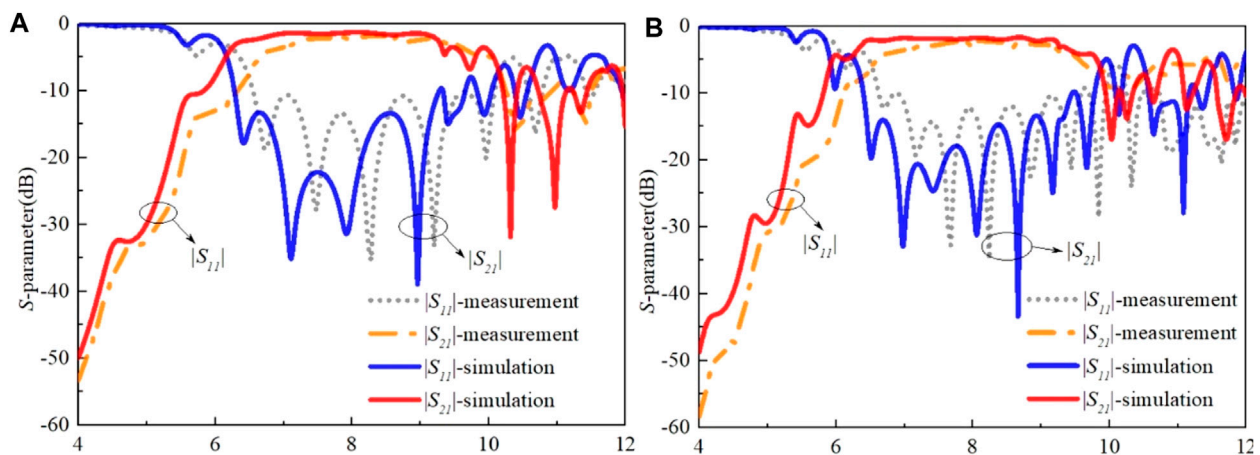 A
0
-10
-20
-30
-40
-50
-60
S-parameter(dB)
|S11|
|S21|
|S11|-measurement
|S21|-measurement
|S11|-simulation
|S21|-simulation
4
6
8
10
12
B
0
-10
-20
-30
-40
-50
-60
S-parameter(dB)
|S11|
|S21|
|S11|-measurement
|S21|-measurement
|S11|-simulation
|S21|-simulation
4
6
8
10
12